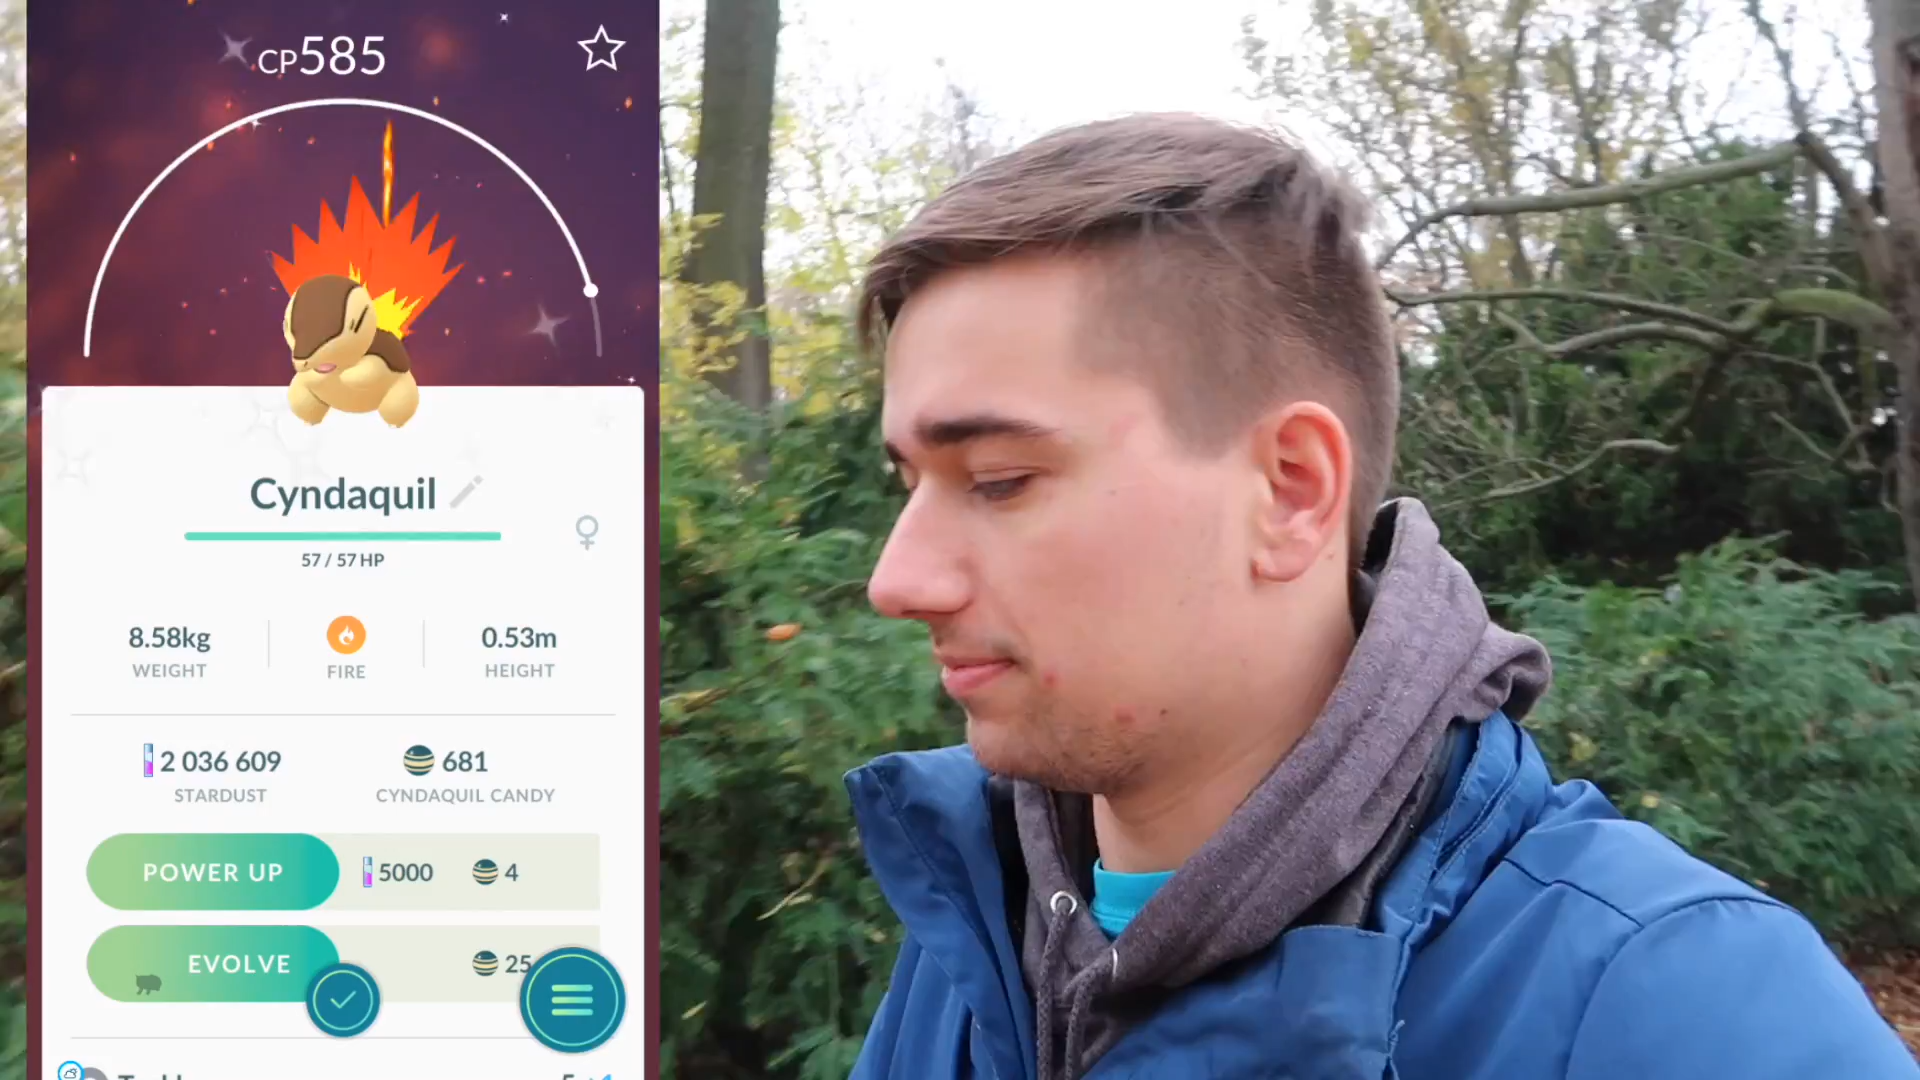 CP585
Cyndaquil
57 / 57 HP
8.58kg
WEIGHT
FIRE
0.53m
HEIGHT
2 036 609
STARDUST
681
CYNDAQUIL CANDY
POWER UP 5000 4
EVOLVE 25